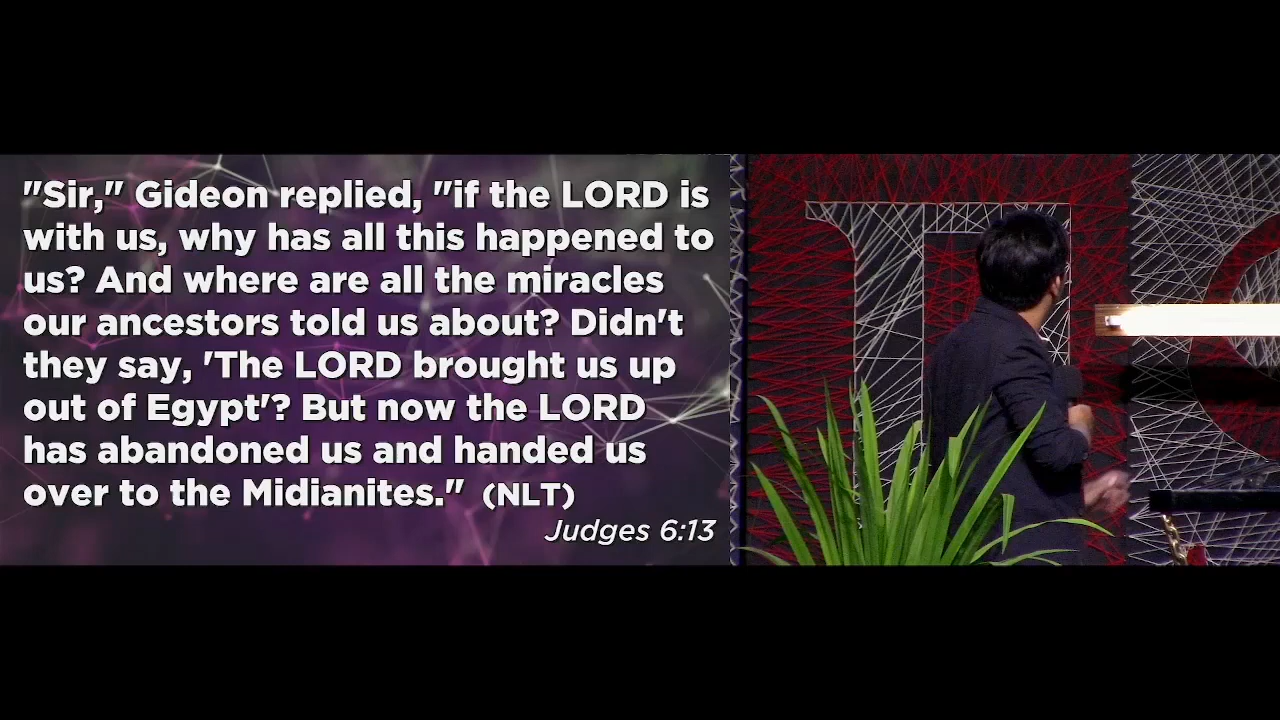 "Sir," Gideon replied, "if the LORD is
with us, why has all this happened to
us? And where are all the miracles
our ancestors told us about? Didn't
they say, 'The LORD brought us up
out of Egypt'? But now the LORD
has abandoned us and handed us
over to the Midianites." (NLT)
Judges 6:13